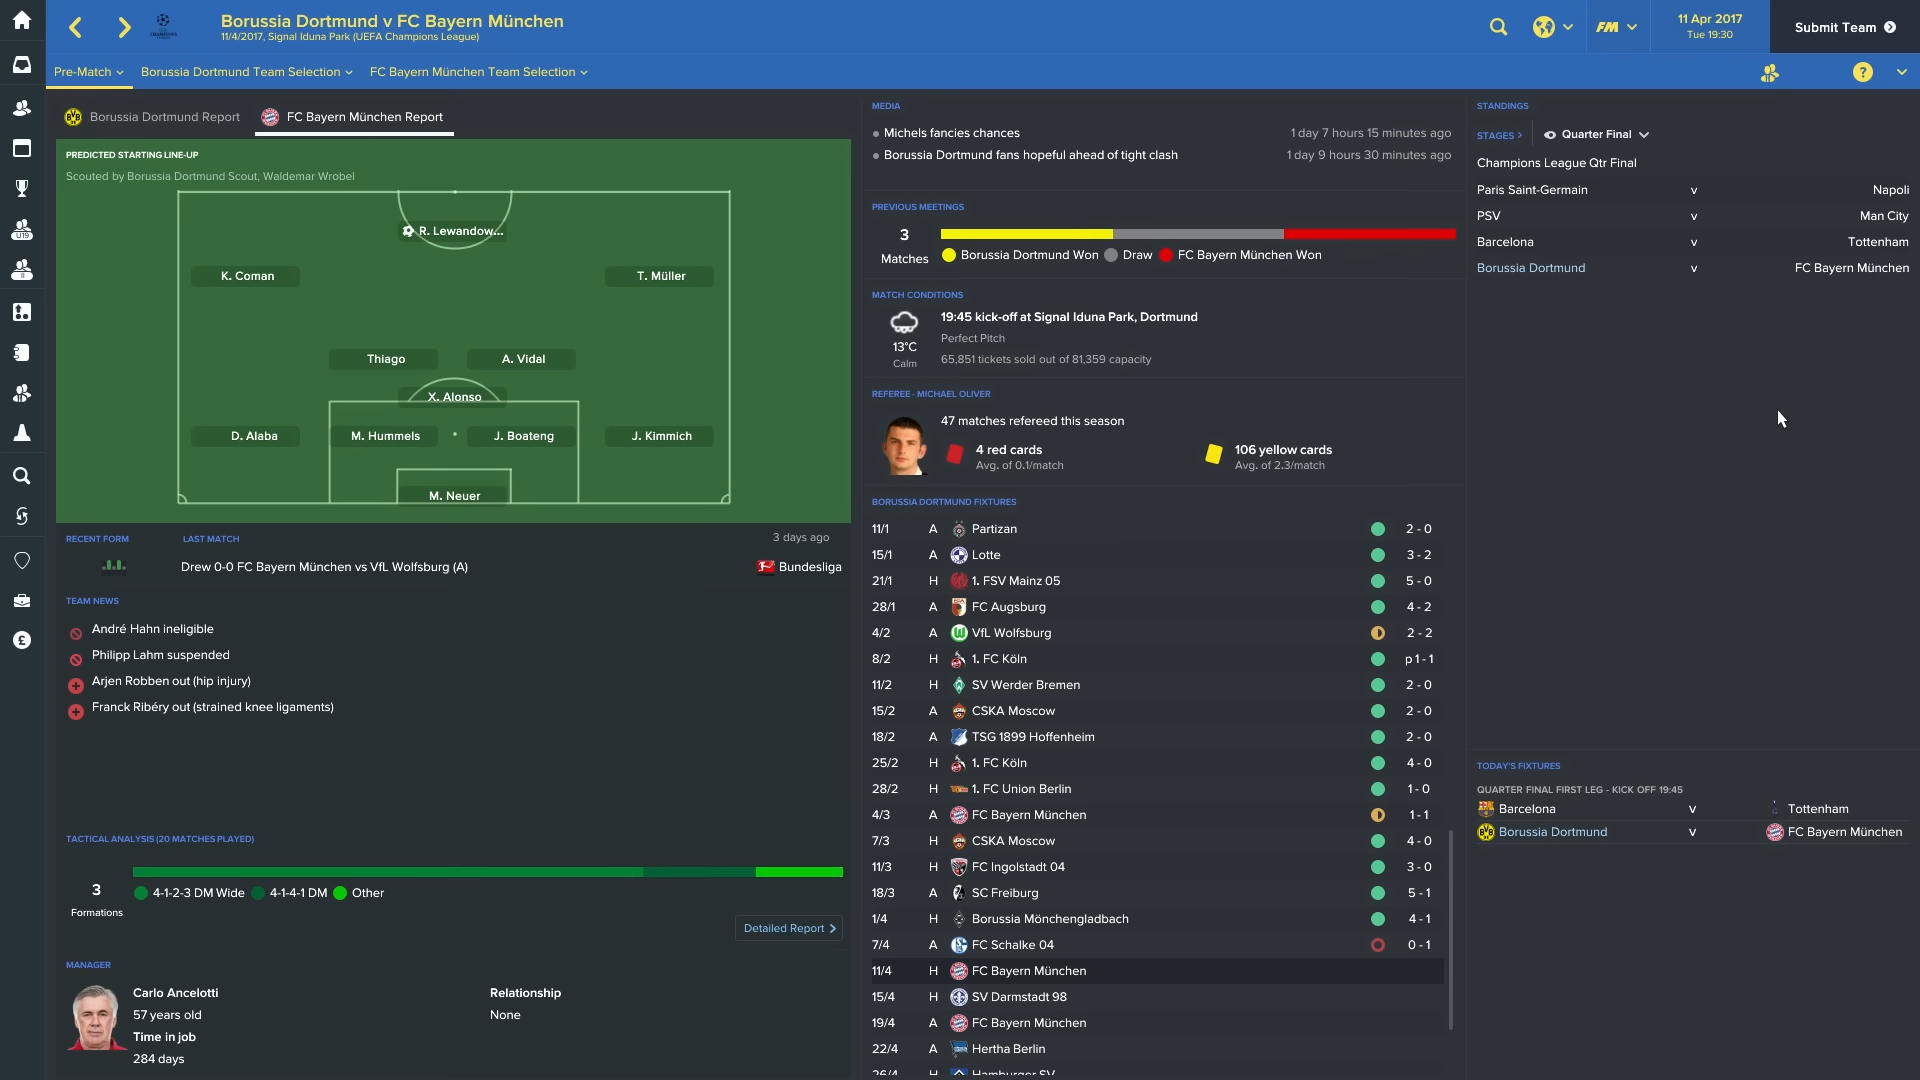 Borussia Dortmund v FC Bayern München
11/4/2017, Signal Iduna Park (UEFA Champions League)
FM
11 Apr 2017
Tue 19:30
Submit Team
Pre-Match
Borussia Dortmund Team Selection
FC Bayern München Team Selection
?
Borussia Dortmund Report
FC Bayern München Report
PREDICTED STARTING LINE-UP
Scouted by Borussia Dortmund Scout, Waldemar Wrobel
R. Lewandow...
K. Coman
T. Müller
Thiago
A. Vidal
X. Alonso
D. Alaba
M. Hummels
J. Boateng
J. Kimmich
M. Neuer
RECENT FORM
LAST MATCH
3 days ago
Drew 0-0 FC Bayern München vs VfL Wolfsburg (A)
Bundesliga
TEAM NEWS
André Hahn ineligible
Philipp Lahm suspended
Arjen Robben out (hip injury)
Franck Ribéry out (strained knee ligaments)
TACTICAL ANALYSIS (20 MATCHES PLAYED)
3
Formations
4-1-2-3 DM Wide
4-1-4-1 DM
Other
Detailed Report
MANAGER
Carlo Ancelotti
57 years old
Time in job
284 days
Relationship
None
MEDIA
Michels fancies chances
1 day 7 hours 15 minutes ago
Borussia Dortmund fans hopeful ahead of tight clash
1 day 9 hours 30 minutes ago
PREVIOUS MEETINGS
3
Matches
Borussia Dortmund Won
Draw
FC Bayern München Won
MATCH CONDITIONS
13°C
Calm
19:45 kick-off at Signal Iduna Park, Dortmund
Perfect Pitch
65,851 tickets sold out of 81,359 capacity
REFEREE - MICHAEL OLIVER
47 matches refereed this season
4 red cards
Avg. of 0.1/match
106 yellow cards
Avg. of 2.3/match
BORUSSIA DORTMUND FIXTURES
11/1 A Partizan 2 - 0
15/1 A Lotte 3 - 2
21/1 H 1. FSV Mainz 05 5 - 0
28/1 A FC Augsburg 4 - 2
4/2 A VfL Wolfsburg 2 - 2
8/2 H 1. FC Köln p 1 - 1
11/2 H SV Werder Bremen 2 - 0
15/2 A CSKA Moscow 2 - 0
18/2 A TSG 1899 Hoffenheim 2 - 0
25/2 H 1. FC Köln 4 - 0
28/2 H 1. FC Union Berlin 1 - 0
4/3 A FC Bayern München 1 - 1
7/3 H CSKA Moscow 4 - 0
11/3 H FC Ingolstadt 04 3 - 0
18/3 A SC Freiburg 5 - 1
1/4 H Borussia Mönchengladbach 4 - 1
7/4 A FC Schalke 04 0 - 1
11/4 H FC Bayern München
15/4 H SV Darmstadt 98
19/4 A FC Bayern München
22/4 A Hertha Berlin
26/4 H Hamburger SV
STANDINGS
STAGES > Quarter Final
Champions League Qtr Final
Paris Saint-Germain v Napoli
PSV v Man City
Barcelona v Tottenham
Borussia Dortmund v FC Bayern München
TODAY'S FIXTURES
QUARTER FINAL FIRST LEG - KICK OFF 19:45
Barcelona v Tottenham
Borussia Dortmund v FC Bayern München